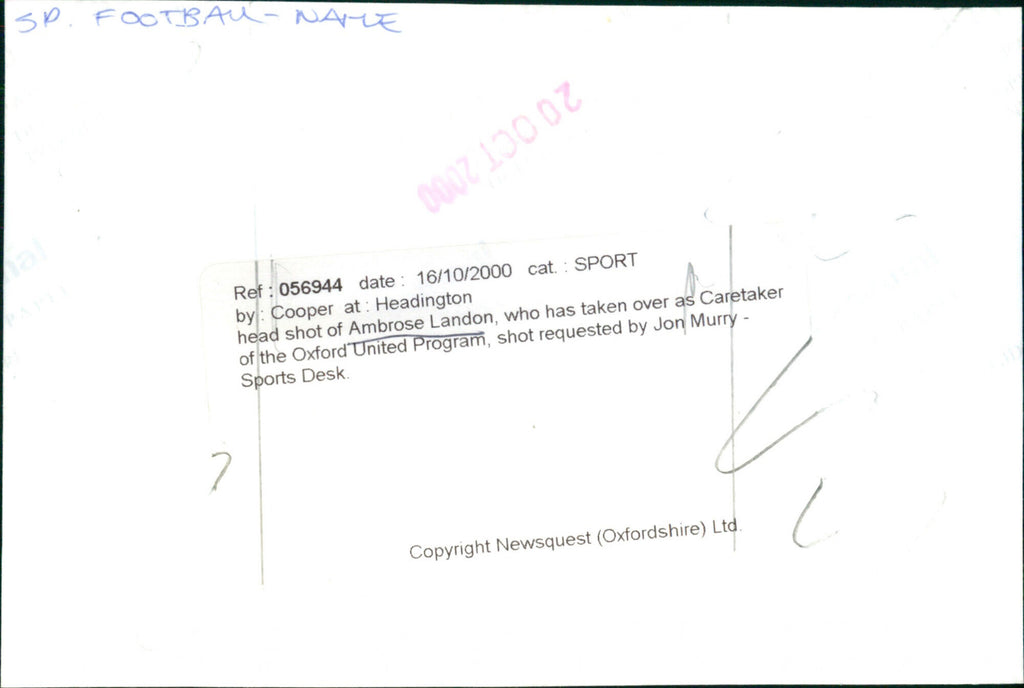 SP. FOOTBALL - NAME
20 OCT 2000
Ref : 056944 date : 16/10/2000 cat. : SPORT
by : Cooper at : Headington
head shot of Ambrose Landon, who has taken over as Caretaker
of the Oxford United Program, shot requested by Jon Murry -
Sports Desk.
Copyright Newsquest (Oxfordshire) Ltd.